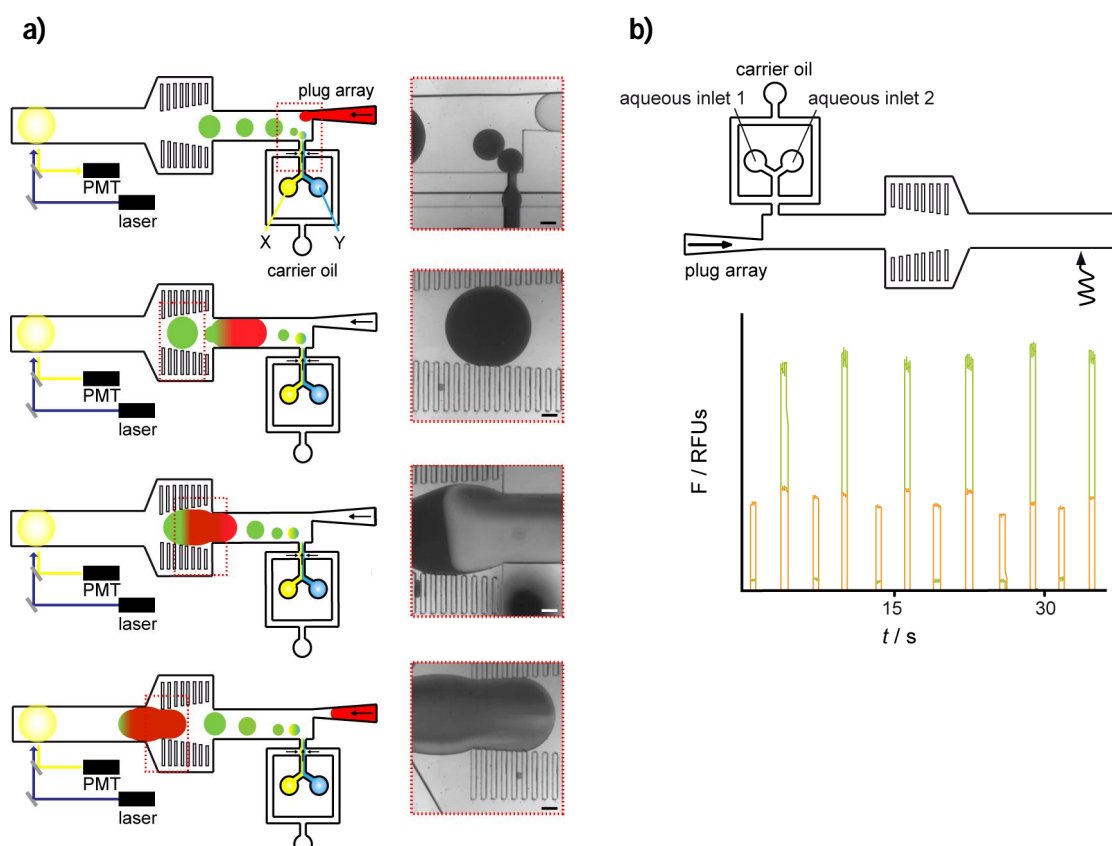 a)
plug array
PMT
laser
X
Y
carrier oil
PMT
laser
PMT
laser
PMT
laser
b)
carrier oil
aqueous inlet 1
aqueous inlet 2
plug array
F / RFUs
15
30
t / s